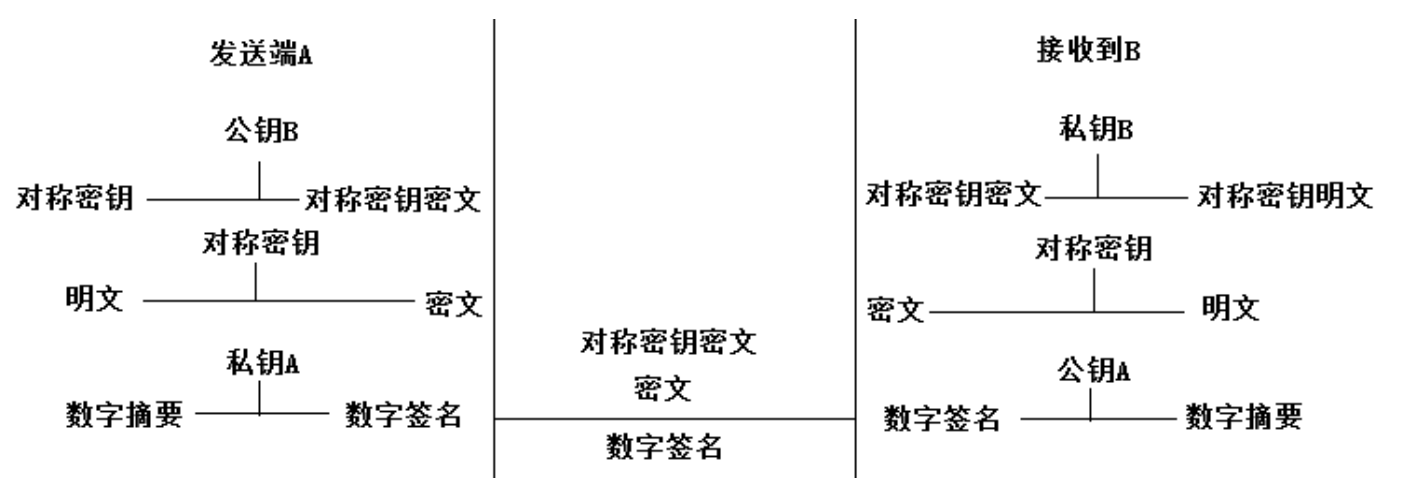 发送端A
公钥B
对称密钥
对称密钥密文
对称密钥
明文
密文
私钥A
数字摘要
数字签名
对称密钥密文
密文
数字签名
接收到B
私钥B
对称密钥密文
对称密钥明文
对称密钥
密文
明文
公钥A
数字签名
数字摘要